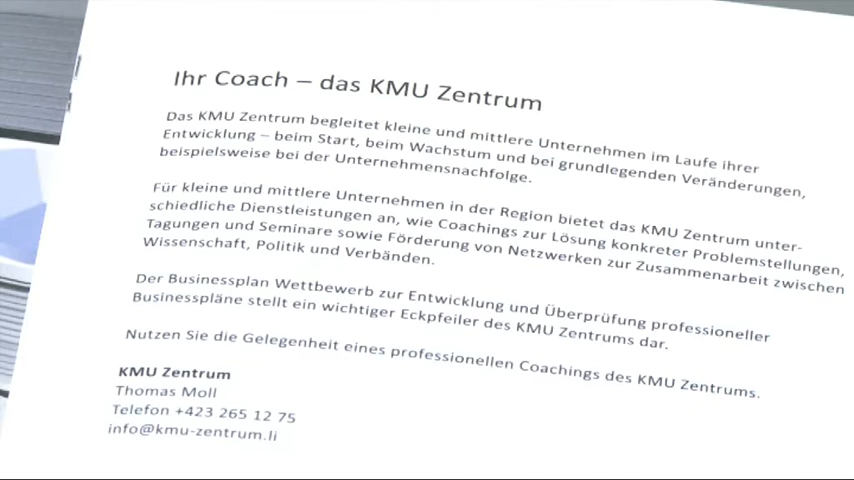 Ihr Coach – das KMU Zentrum
Das KMU Zentrum begleitet kleine und mittlere Unternehmen im Laufe ihrer
Entwicklung – beim Start, beim Wachstum und bei grundlegenden Veränderungen,
beispielsweise bei der Unternehmensnachfolge.
Für kleine und mittlere Unternehmen in der Region bietet das KMU Zentrum unter-
schiedliche Dienstleistungen an, wie Coachings zur Lösung konkreter Problemstellungen,
Tagungen und Seminare sowie Förderung von Netzwerken zur Zusammenarbeit zwischen
Wissenschaft, Politik und Verbänden.
Der Businessplan Wettbewerb zur Entwicklung und Überprüfung professioneller
Businesspläne stellt ein wichtiger Eckpfeiler des KMU Zentrums dar.
Nutzen Sie die Gelegenheit eines professionellen Coachings des KMU Zentrums.
KMU Zentrum
Thomas Moll
Telefon +423 265 12 75
info@kmu-zentrum.li